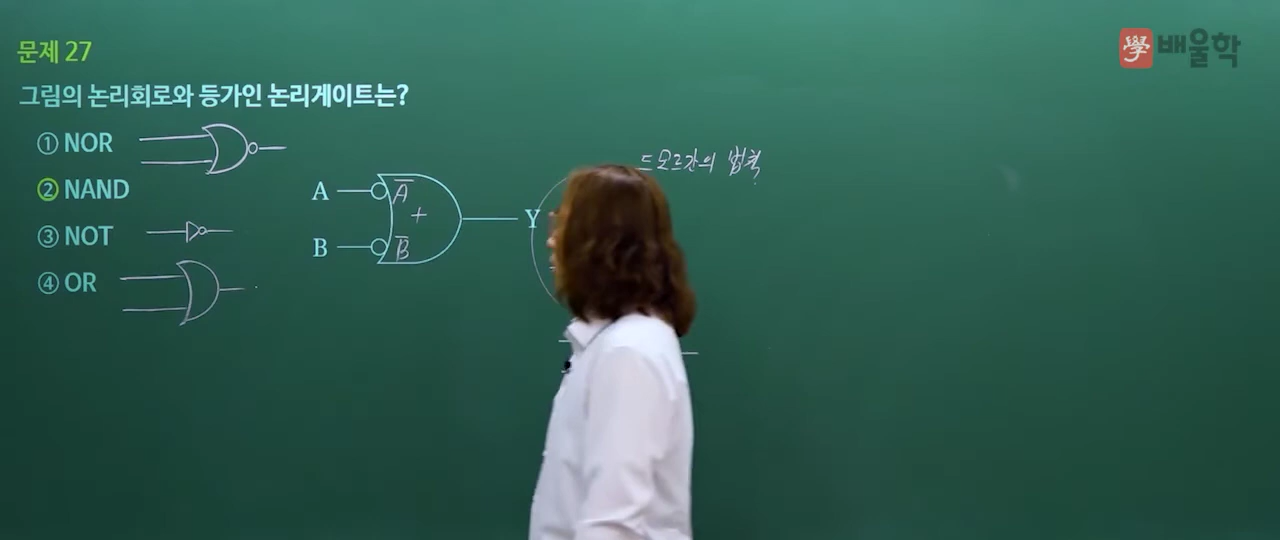 문제 27
學 배울학
그림의 논리회로와 등가인 논리게이트는?
① NOR
② NAND
③ NOT
④ OR
A
A̅
+
B
B̅
Y
드모르간의 법칙